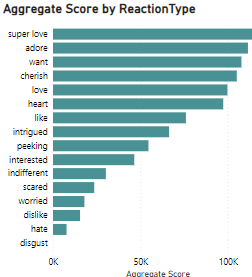 Aggregate Score by ReactionType
super love
adore
want
cherish
love
heart
like
intrigued
peeking
interested
indifferent
scared
worried
dislike
hate
disgust
0K 50K 100K
Aggregate Score